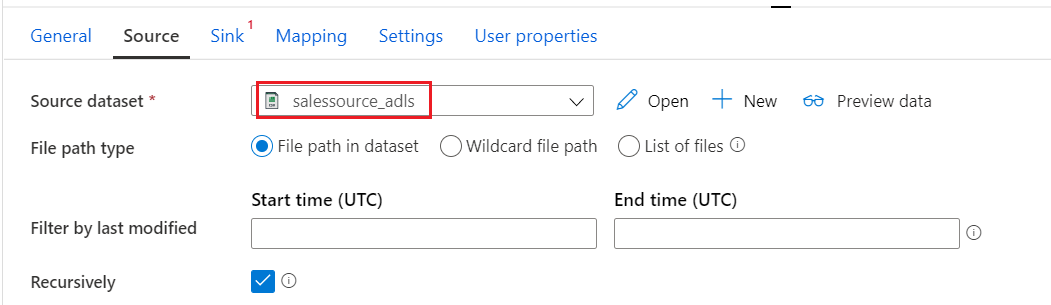 General Source Sink 1 Mapping Settings User properties
Source dataset * salessource_adls Open New Preview data
File path type File path in dataset Wildcard file path List of files
Start time (UTC) End time (UTC)
Filter by last modified
Recursively